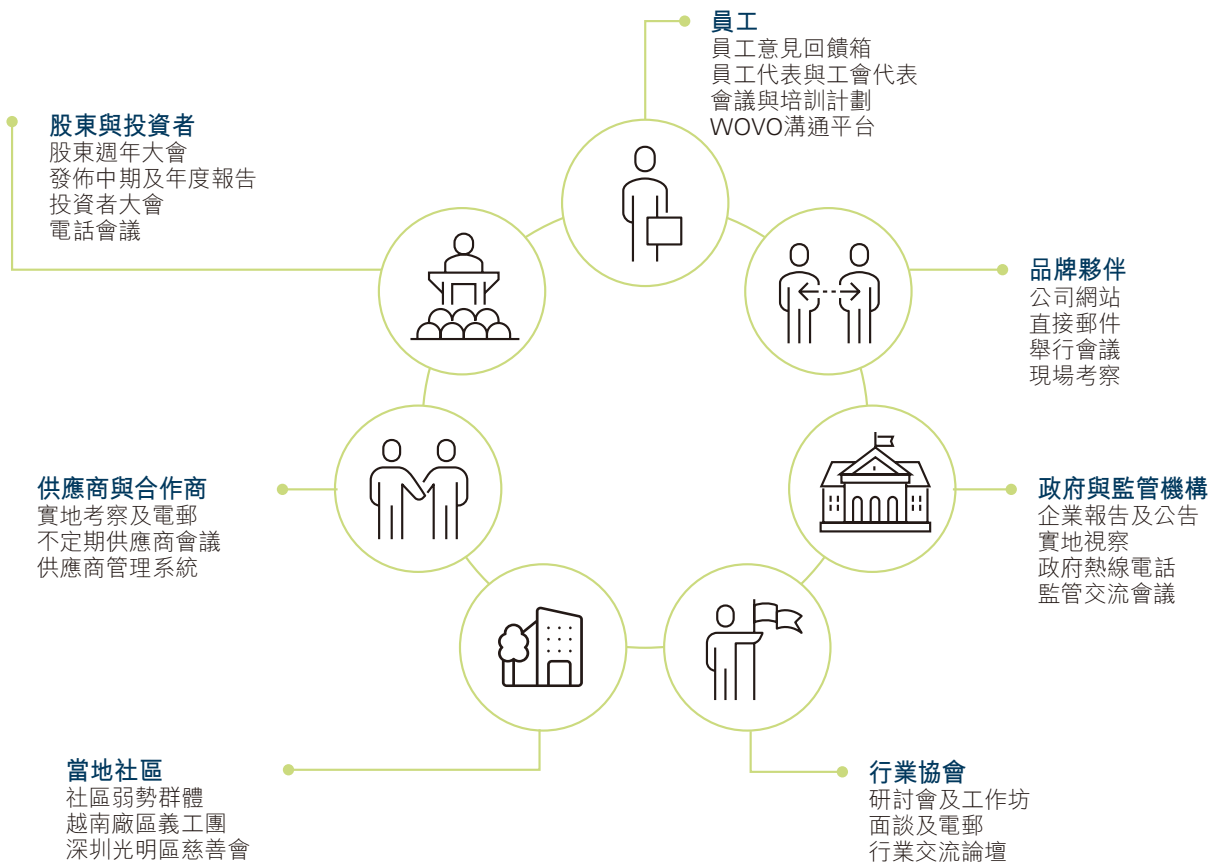 員工
員工意見回饋箱
員工代表與工會代表
會議與培訓計劃
WOVO溝通平台
股東與投資者
股東週年大會
發佈中期及年度報告
投資者大會
電話會議
品牌夥伴
公司網站
直接郵件
舉行會議
現場考察
供應商與合作商
實地考察及電郵
不定期供應商會議
供應商管理系統
政府與監管機構
企業報告及公告
實地視察
政府熱線電話
監管交流會議
當地社區
社區弱勢群體
越南廠區義工團
深圳光明區慈善會
行業協會
研討會及工作坊
面談及電郵
行業交流論壇